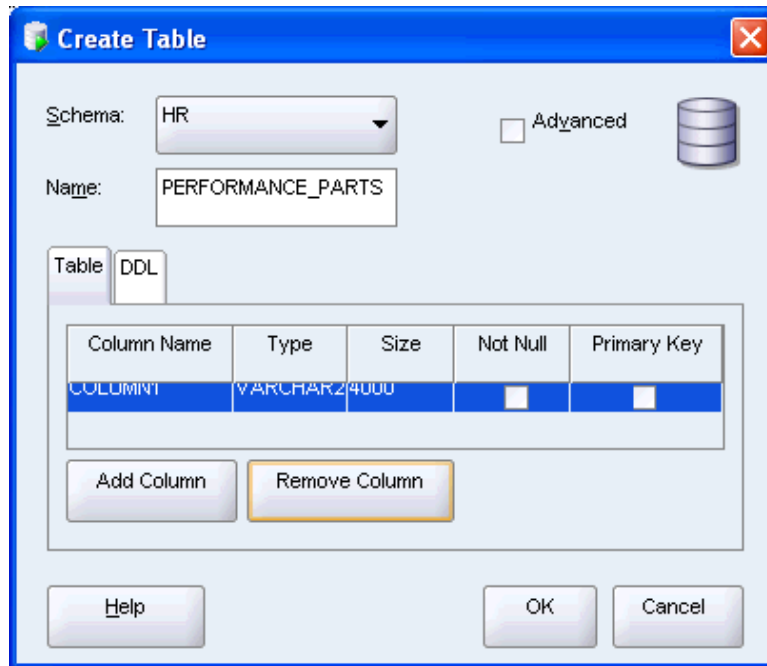 Create Table
Schema: HR Advanced
Name: PERFORMANCE_PARTS
Table DDL
Column Name Type Size Not Null Primary Key
COLUMN1 VARCHAR2 4000
Add Column Remove Column
Help OK Cancel